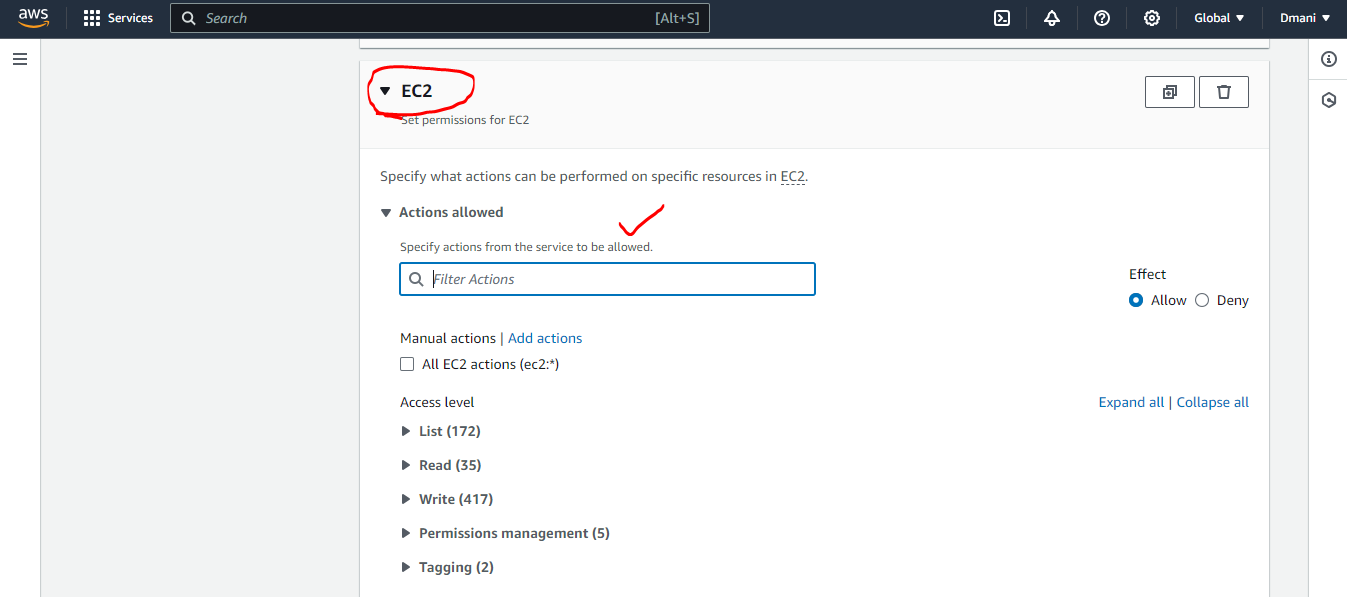 aws Services Search [Alt+S] Global Dmani
EC2
Set permissions for EC2
Specify what actions can be performed on specific resources in EC2.
Actions allowed
Specify actions from the service to be allowed.
Filter Actions
Effect
Allow Deny
Manual actions | Add actions
All EC2 actions (ec2:*)
Access level Expand all | Collapse all
List (172)
Read (35)
Write (417)
Permissions management (5)
Tagging (2)